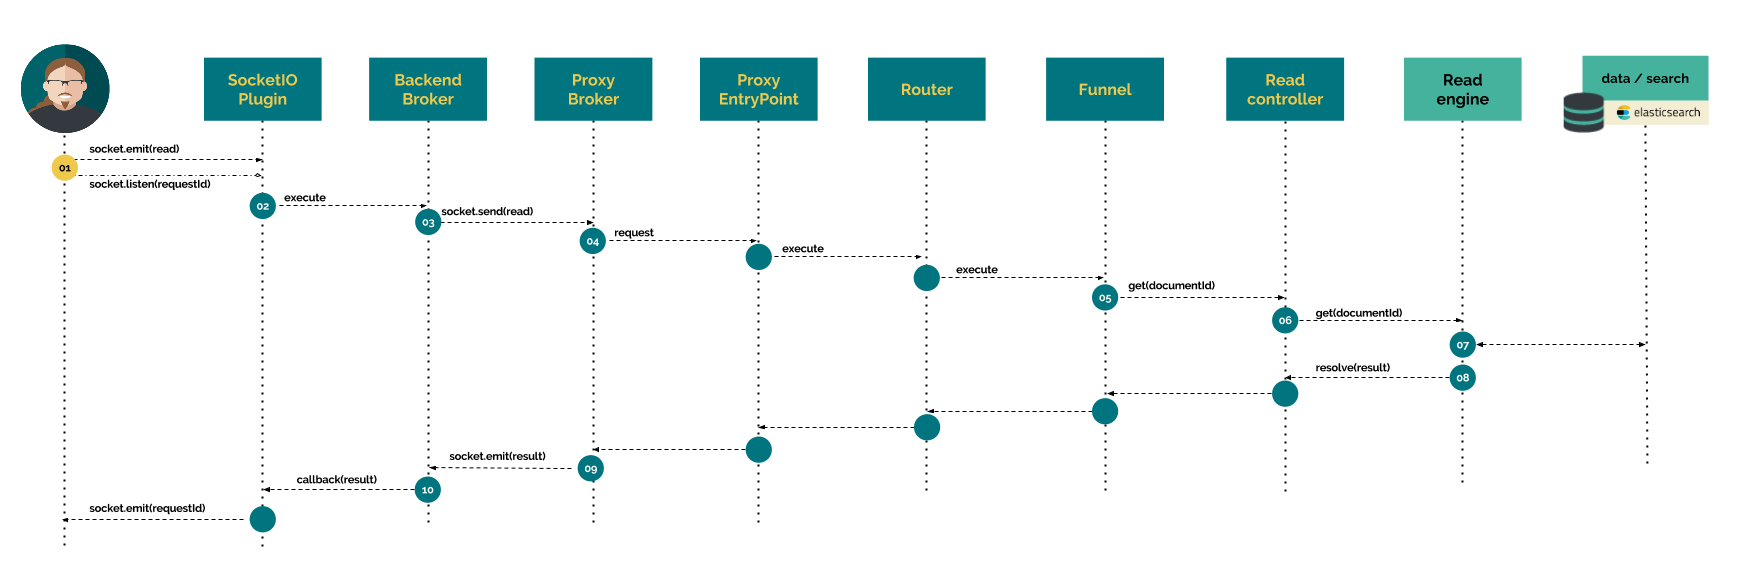 SocketIO
Plugin
Backend
Broker
Proxy
Broker
Proxy
EntryPoint
Router
Funnel
Read
controller
Read
engine
data / search
elasticsearch
socket.emit(read)
01
socket.listen(requestId)
02
execute
03
socket.send(read)
04
request
execute
execute
05
get(documentId)
06
get(documentId)
07
resolve(result)
08
socket.emit(result)
09
callback(result)
10
socket.emit(requestId)